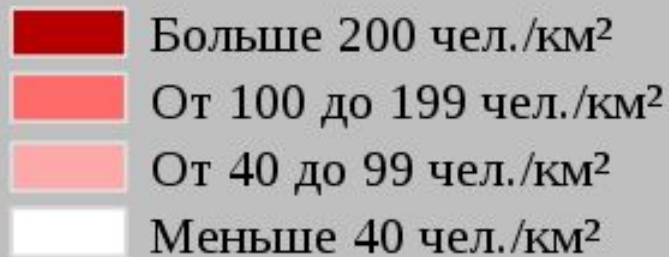 Больше 200 чел./км²
От 100 до 199 чел./км²
От 40 до 99 чел./км²
Меньше 40 чел./км²